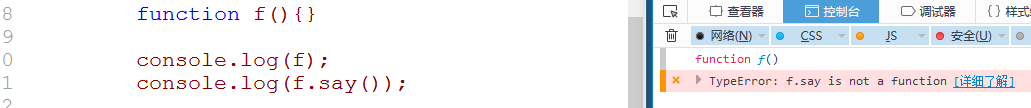 8 function f(){}
9
0 console.log(f);
1 console.log(f.say());
2
查看器 控制台 调试器 {} 样式
网络(N) CSS JS 安全(U)
function f()
TypeError: f.say is not a function [详细了解]